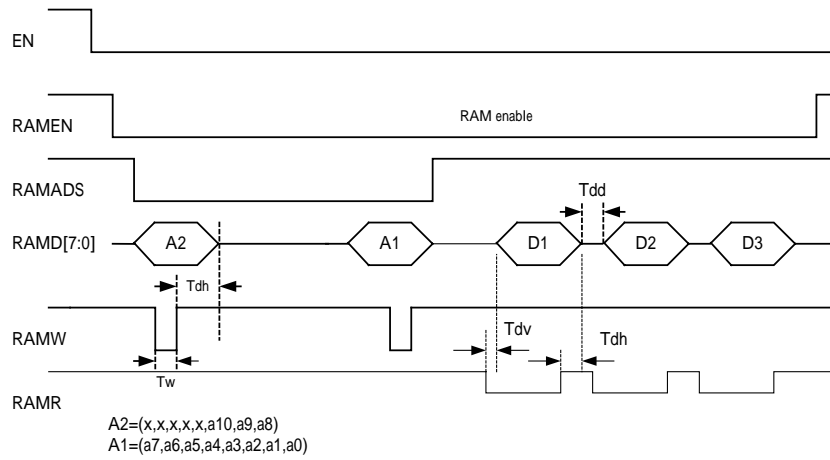 EN
RAMEN
RAM enable
RAMADS
Tdd
RAMD[7:0]
A2
A1
D1
D2
D3
Tdh
RAMW
Tdv
Tdh
Tw
RAMR
A2=(x,x,x,x,x,a10,a9,a8)
A1=(a7,a6,a5,a4,a3,a2,a1,a0)